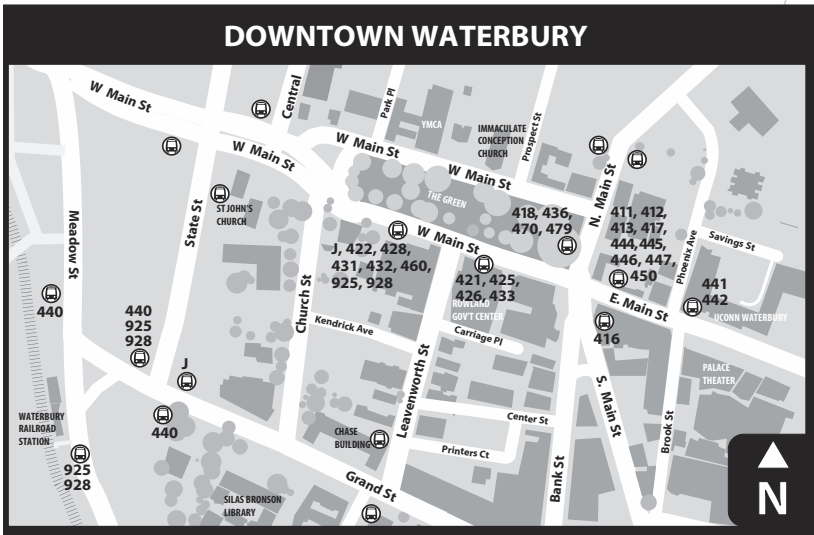 DOWNTOWN WATERBURY
W Main St
Central
Park Pl
YMCA
IMMACULATE
CONCEPTION
CHURCH
Prospect St
W Main St
W Main St
W Main St
THE GREEN
N. Main St
ST JOHN'S
CHURCH
State St
Meadow St
418, 436,
470, 479
411, 412,
413, 417,
444, 445,
446, 447,
450
Phoenix Ave
Savings St
W Main St
J, 422, 428,
431, 432, 460,
925, 928
421, 425,
426, 433
ROWLAND
GOV'T CENTER
E. Main St
441
442
UCONN WATERBURY
440
440
925
928
Church St
Kendrick Ave
Carriage Pl
416
J
440
Leavenworth St
PALACE
THEATER
S. Main St
Brook St
WATERBURY
RAILROAD
STATION
925
928
CHASE
BUILDING
Center St
Printers Ct
Bank St
Grand St
SILAS BRONSON
LIBRARY
N